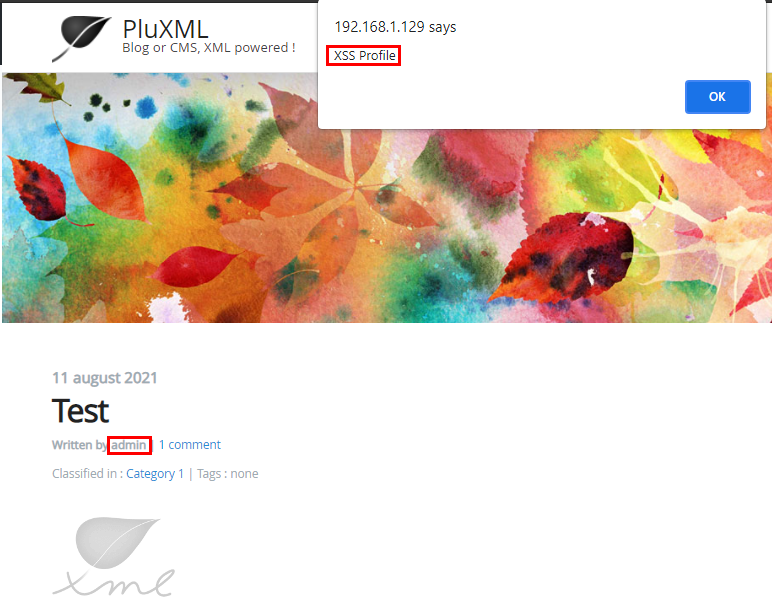 PluXML
Blog or CMS, XML powered !
192.168.1.129 says
XSS Profile
OK
11 august 2021
Test
Written by admin | 1 comment
Classified in : Category 1 | Tags : none
xml